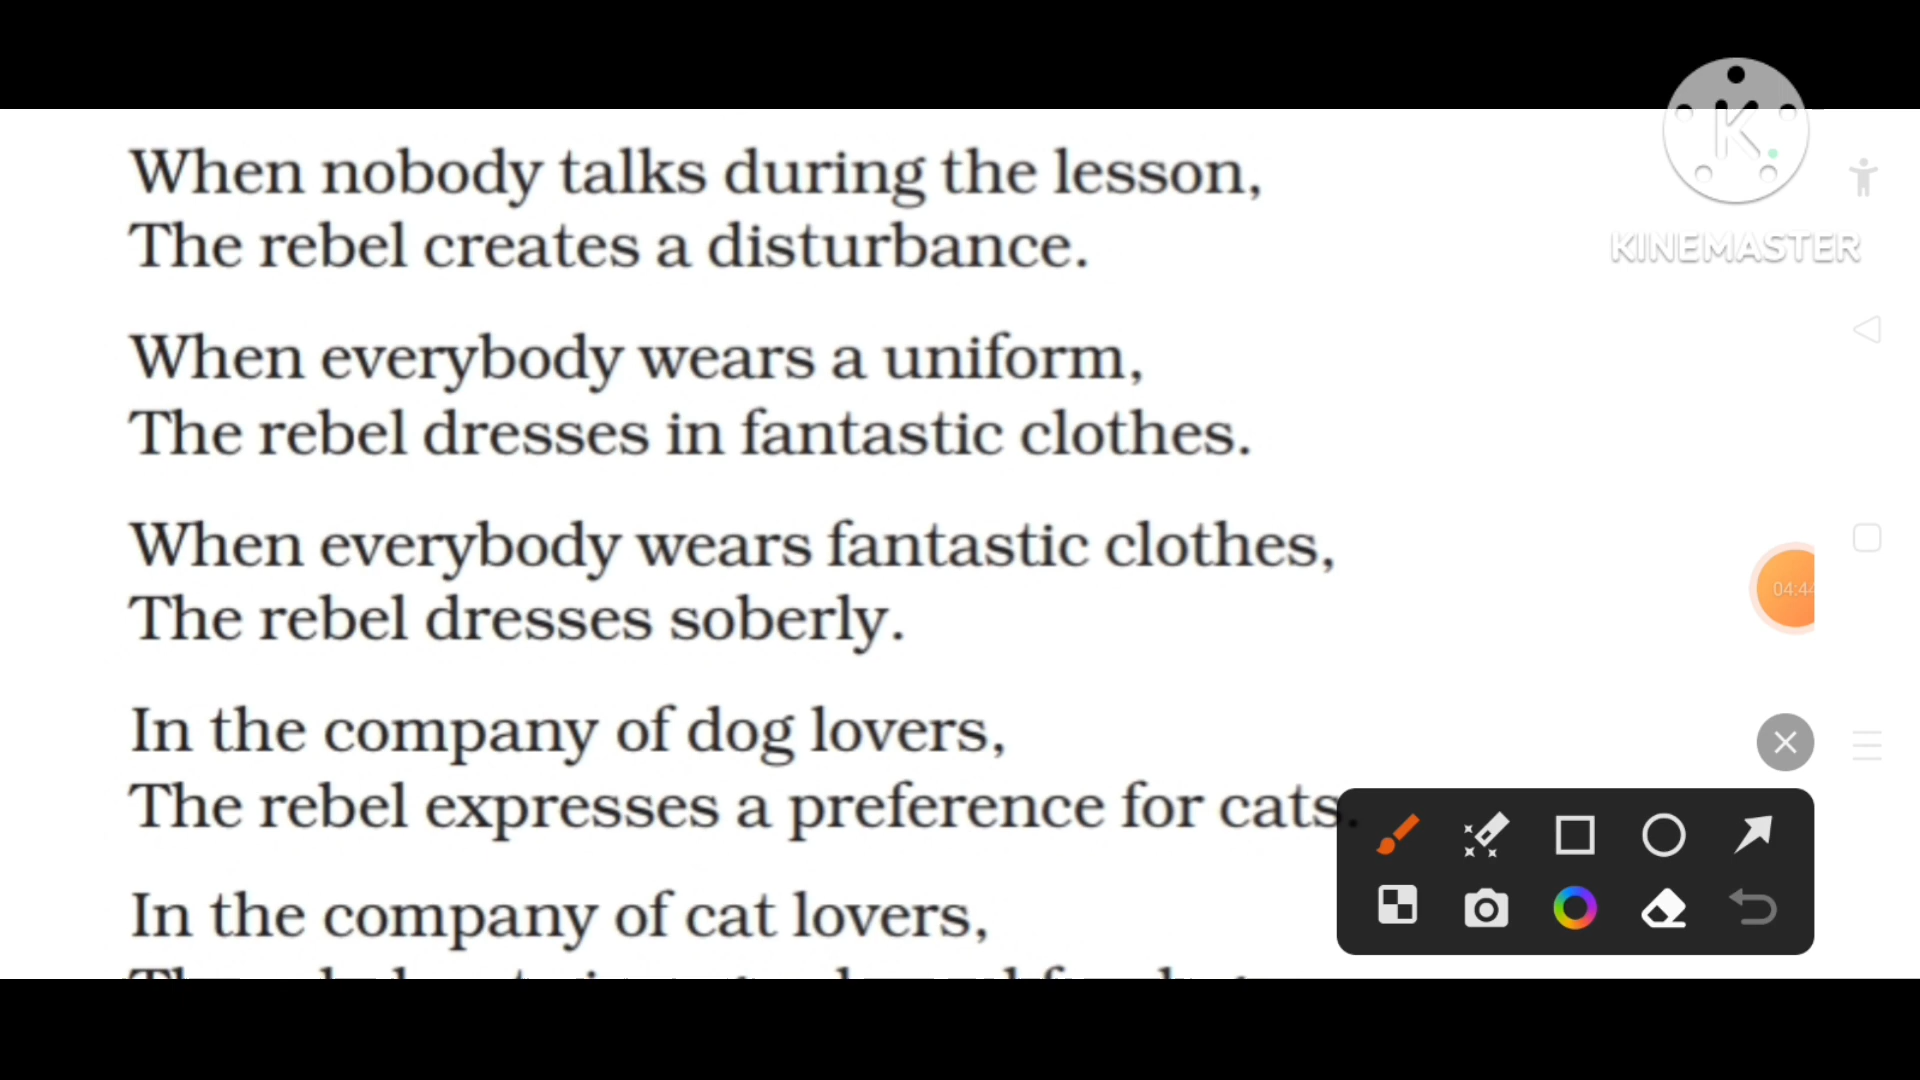 When nobody talks during the lesson,
The rebel creates a disturbance.
When everybody wears a uniform,
The rebel dresses in fantastic clothes.
When everybody wears fantastic clothes,
The rebel dresses soberly.
In the company of dog lovers,
The rebel expresses a preference for cats.
In the company of cat lovers,
K
KINEMASTER